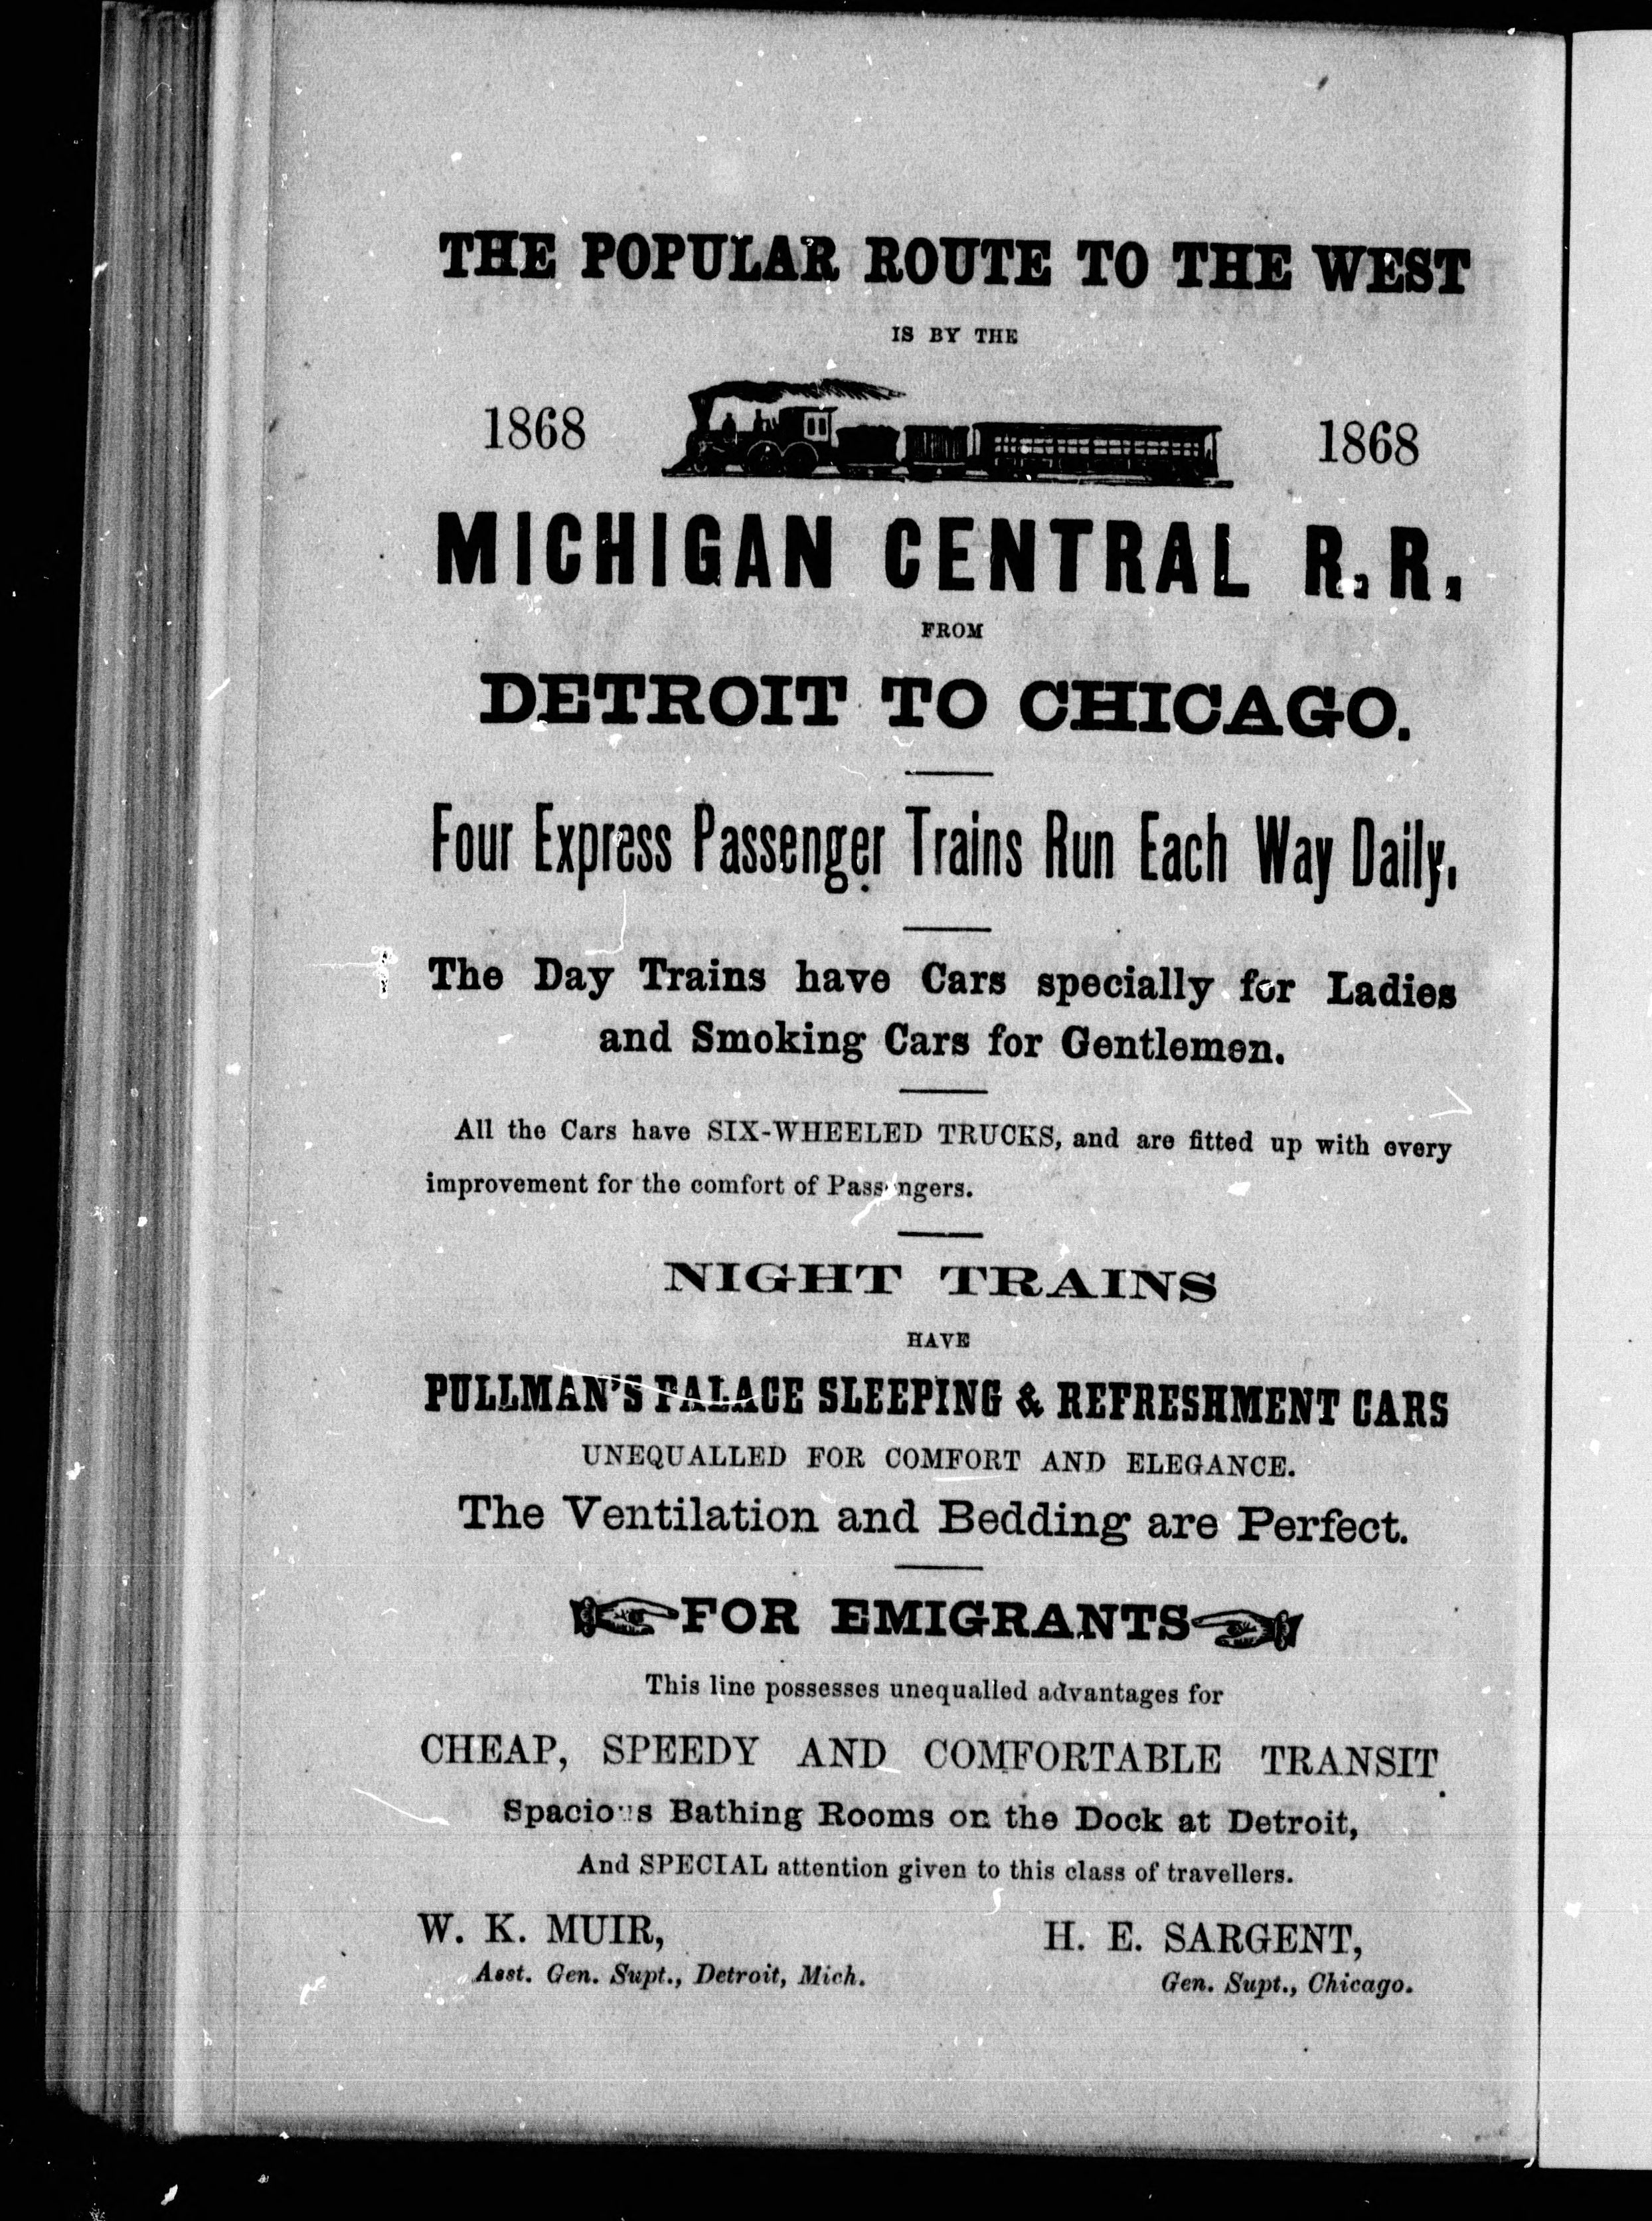 THE POPULAR ROUTE TO THE WEST
IS BY THE
1868 1868
MICHIGAN CENTRAL R. R.
FROM
DETROIT TO CHICAGO.
Four Express Passenger Trains Run Each Way Daily.
The Day Trains have Cars specially for Ladies
and Smoking Cars for Gentlemen.
All the Cars have SIX-WHEELED TRUCKS, and are fitted up with every
improvement for the comfort of Passengers.
NIGHT TRAINS
HAVE
PULLMAN'S PALACE SLEEPING & REFRESHMENT CARS
UNEQUALLED FOR COMFORT AND ELEGANCE.
The Ventilation and Bedding are Perfect.
FOR EMIGRANTS
This line possesses unequalled advantages for
CHEAP, SPEEDY AND COMFORTABLE TRANSIT
Spacious Bathing Rooms on the Dock at Detroit,
And SPECIAL attention given to this class of travellers.
W. K. MUIR, H. E. SARGENT,
Asst. Gen. Supt., Detroit, Mich. Gen. Supt., Chicago.